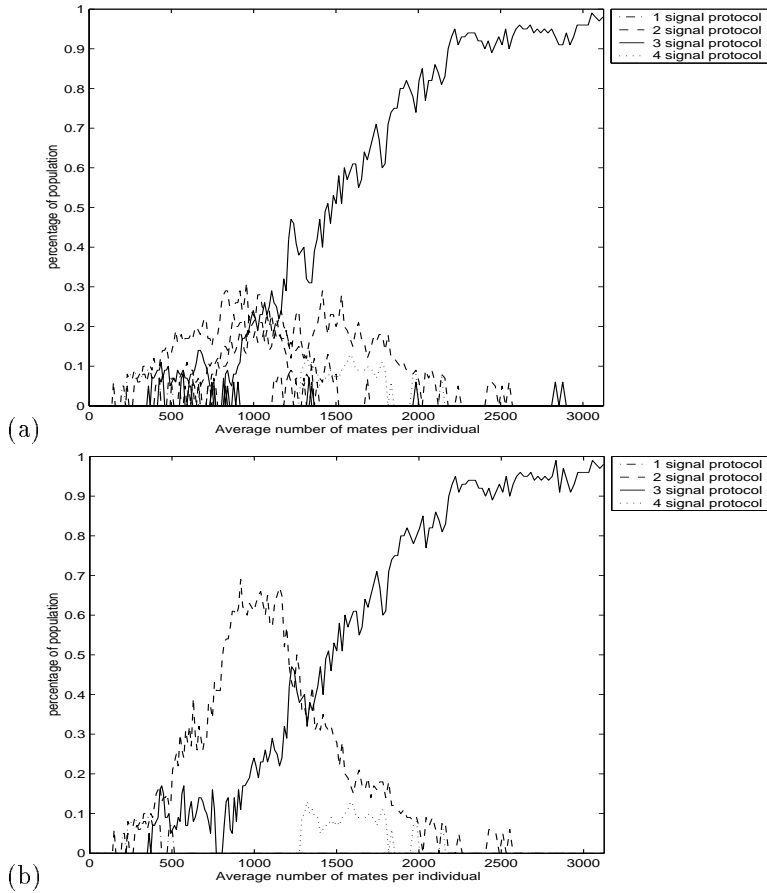 1
0.9
0.8
0.7
0.6
0.5
0.4
0.3
0.2
0.1
0
percentage of population
0 500 1000 1500 2000 2500 3000
Average number of mates per individual
1 signal protocol
2 signal protocol
3 signal protocol
4 signal protocol
(a)
1
0.9
0.8
0.7
0.6
0.5
0.4
0.3
0.2
0.1
0
percentage of population
0 500 1000 1500 2000 2500 3000
Average number of mates per individual
1 signal protocol
2 signal protocol
3 signal protocol
4 signal protocol
(b)